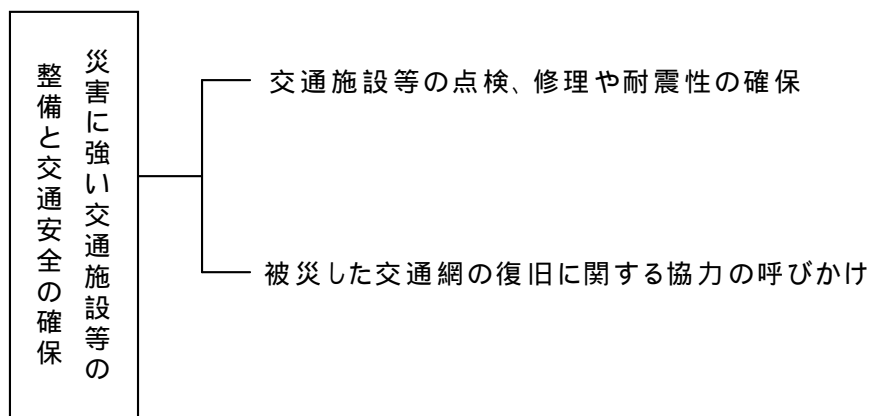 災害に強い交通施設等の
整備と交通安全の確保
交通施設等の点検、修理や耐震性の確保
被災した交通網の復旧に関する協力の呼びかけ